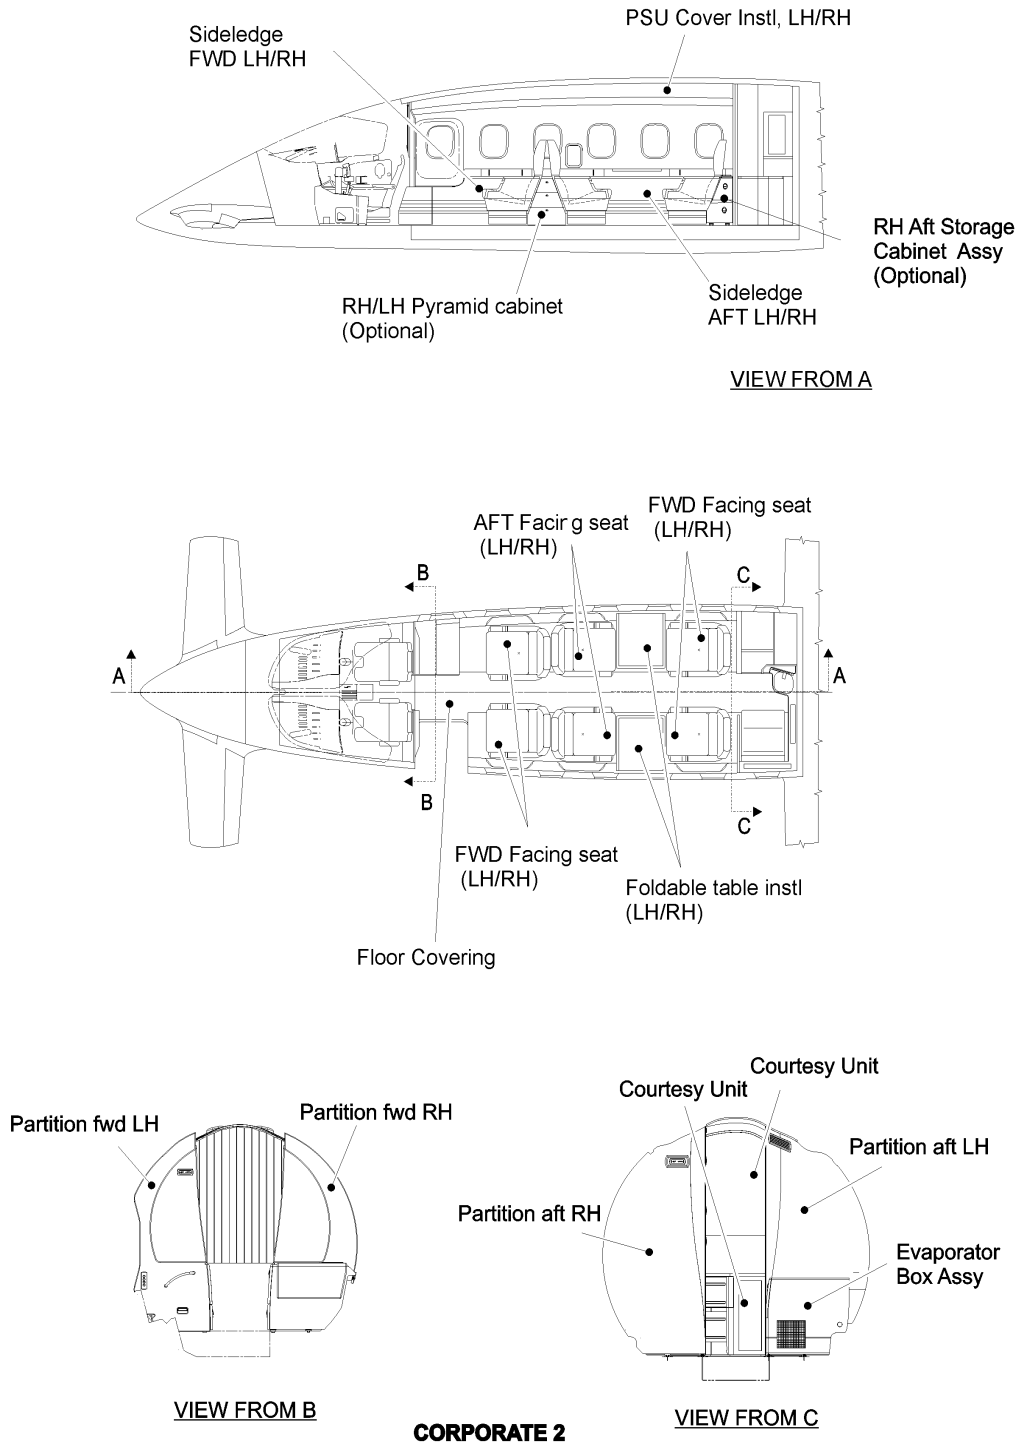 PSU Cover Instl, LH/RH
Sideledge
FWD LH/RH
RH Aft Storage
Cabinet Assy
(Optional)
RH/LH Pyramid cabinet
(Optional)
Sideledge
AFT LH/RH
VIEW FROM A
FWD Facing seat
(LH/RH)
AFT Facing seat
(LH/RH)
B
C
A
A
B
C
FWD Facing seat
(LH/RH)
Foldable table instl
(LH/RH)
Floor Covering
Courtesy Unit
Courtesy Unit
Partition fwd RH
Partition fwd LH
Partition aft LH
Partition aft RH
Evaporator
Box Assy
VIEW FROM B
VIEW FROM C
CORPORATE 2